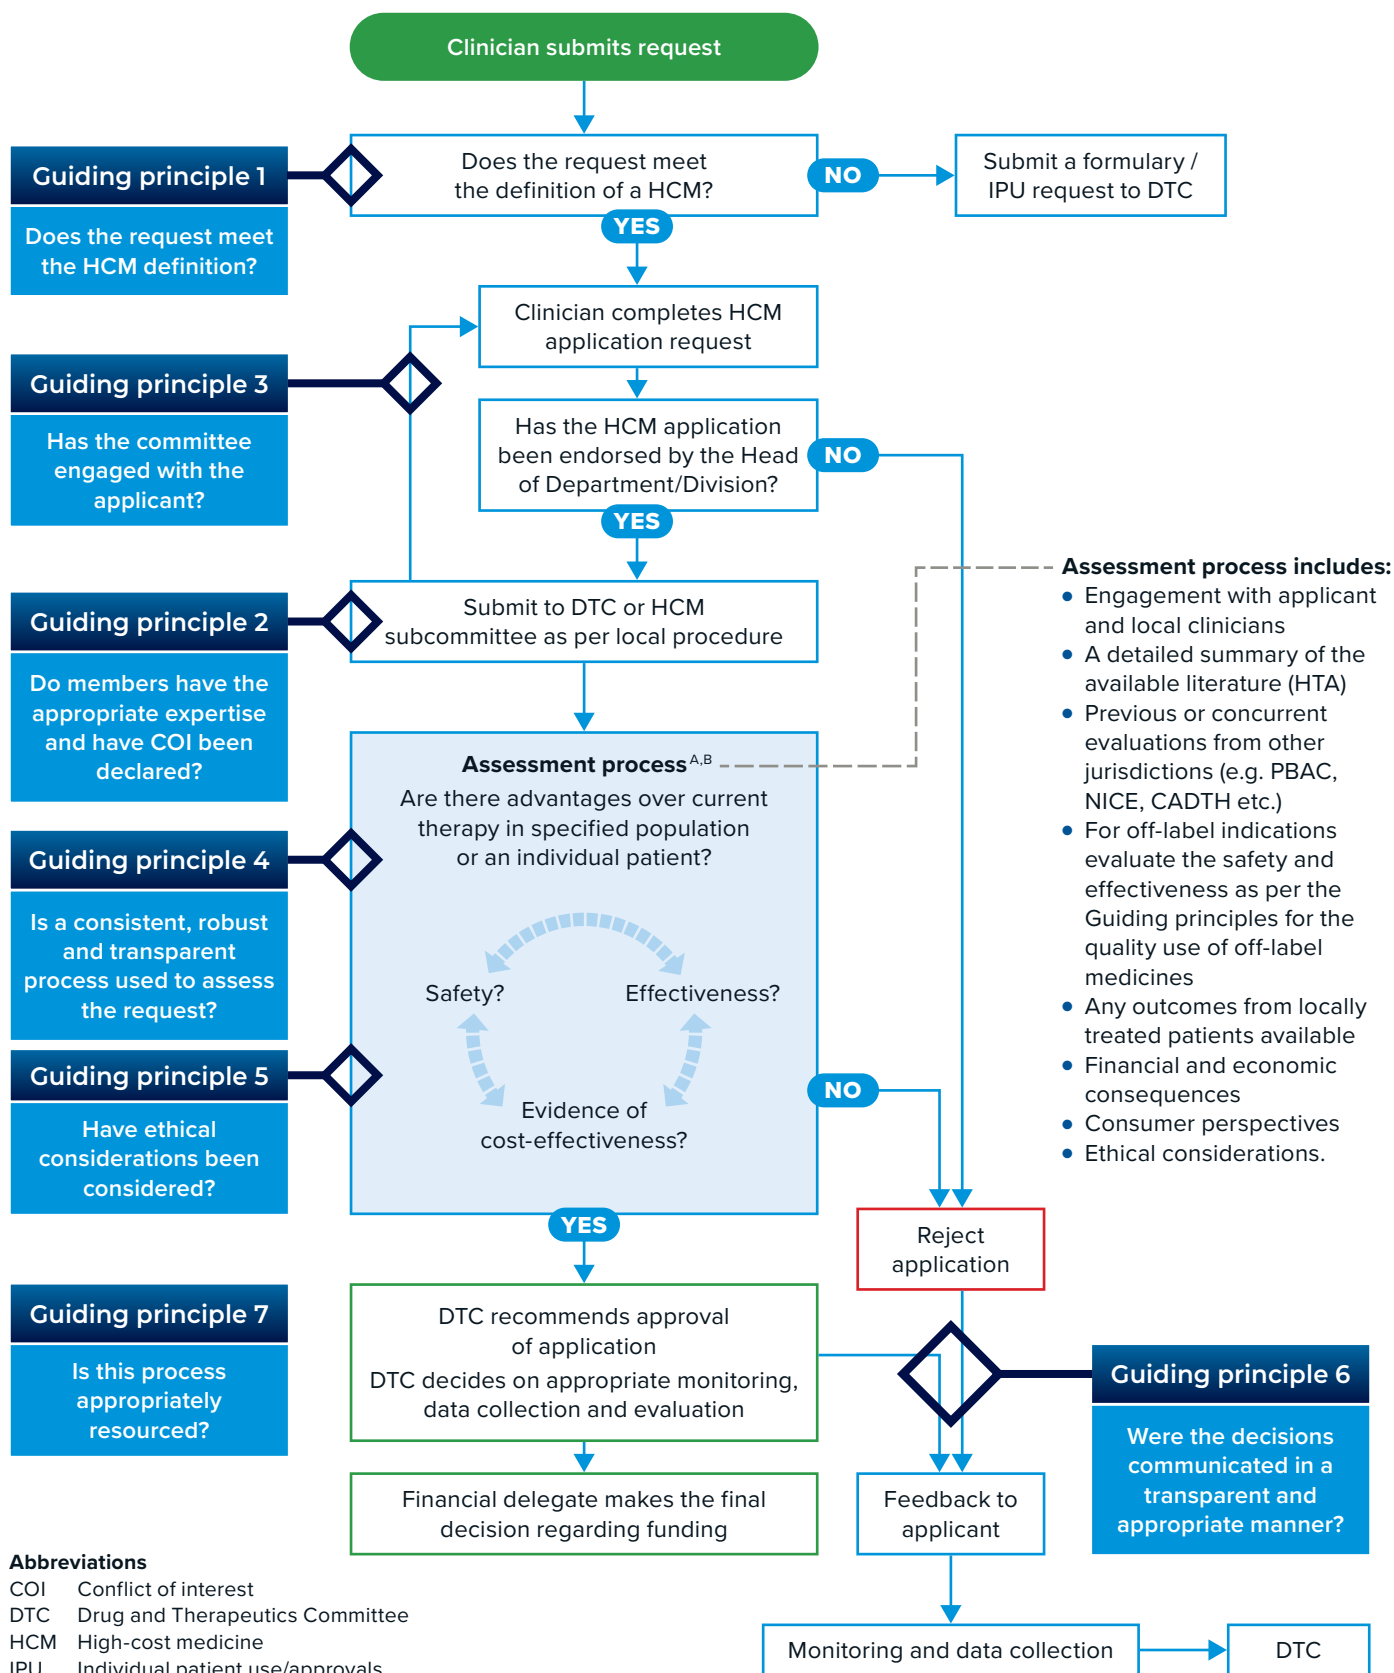 Clinician submits request
Guiding principle 1
Does the request meet
the HCM definition?
Does the request meet
the definition of a HCM?
NO
Submit a formulary /
IPU request to DTC
YES
Clinician completes HCM
application request
Guiding principle 3
Has the committee
engaged with the
applicant?
Has the HCM application
been endorsed by the Head
of Department/Division?
NO
YES
Guiding principle 2
Do members have the
appropriate expertise
and have COI been
declared?
Submit to DTC or HCM
subcommittee as per local procedure
Assessment process A,B
Are there advantages over current
therapy in specified population
or an individual patient?
Safety?
Effectiveness?
Evidence of
cost-effectiveness?
NO
YES
Assessment process includes:
• Engagement with applicant
and local clinicians
• A detailed summary of the
available literature (HTA)
• Previous or concurrent
evaluations from other
jurisdictions (e.g. PBAC,
NICE, CADTH etc.)
• For off-label indications
evaluate the safety and
effectiveness as per the
Guiding principles for the
quality use of off-label
medicines
• Any outcomes from locally
treated patients available
• Financial and economic
consequences
• Consumer perspectives
• Ethical considerations.
Guiding principle 4
Is a consistent, robust
and transparent
process used to assess
the request?
Guiding principle 5
Have ethical
considerations been
considered?
Reject
application
Guiding principle 7
Is this process
appropriately
resourced?
DTC recommends approval
of application
DTC decides on appropriate monitoring,
data collection and evaluation
Guiding principle 6
Were the decisions
communicated in a
transparent and
appropriate manner?
Financial delegate makes the final
decision regarding funding
Feedback to
applicant
Monitoring and data collection
DTC
Abbreviations
COI Conflict of interest
DTC Drug and Therapeutics Committee
HCM High-cost medicine
IPU Individual patient use/approvals